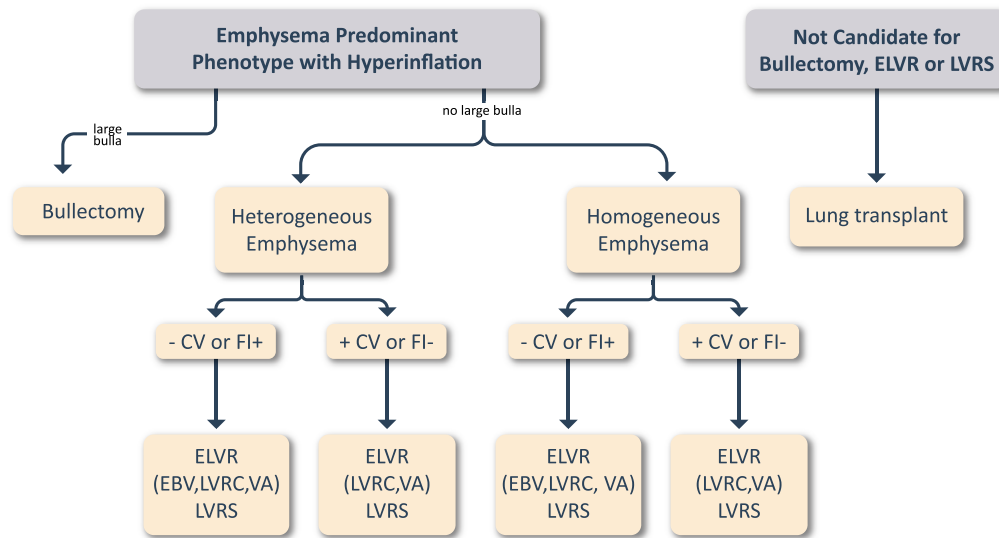 Emphysema Predominant
Phenotype with Hyperinflation
Not Candidate for
Bullectomy, ELVR or LVRS
large
bulla
no large bulla
Bullectomy
Heterogeneous
Emphysema
Homogeneous
Emphysema
Lung transplant
- CV or FI+
+ CV or FI-
- CV or FI+
+ CV or FI-
ELVR
(EBV,LVRC,VA)
LVRS
ELVR
(LVRC,VA)
LVRS
ELVR
(EBV,LVRC, VA)
LVRS
ELVR
(LVRC,VA)
LVRS